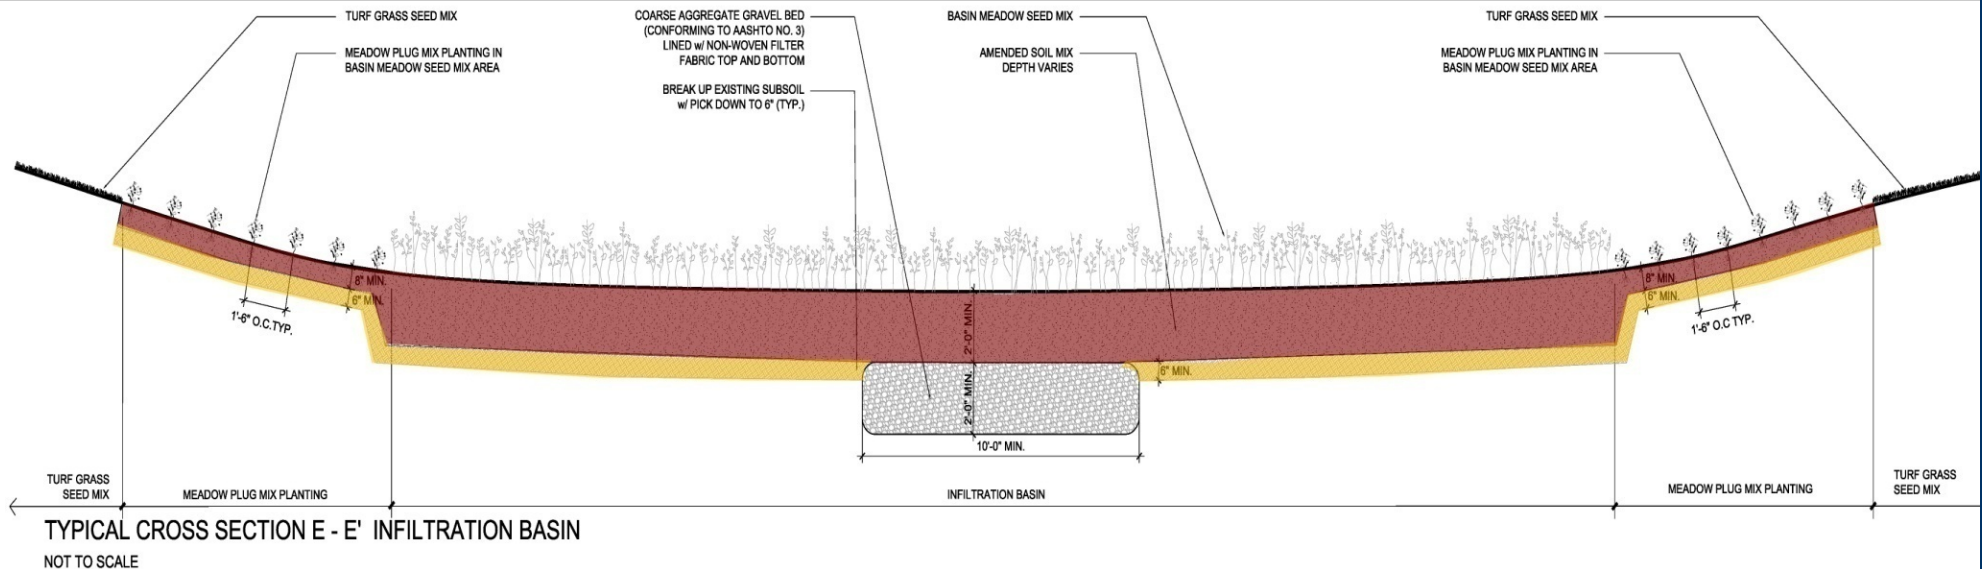 TURF GRASS SEED MIX
MEADOW PLUG MIX PLANTING IN
BASIN MEADOW SEED MIX AREA
COARSE AGGREGATE GRAVEL BED
(CONFORMING TO AASHTO NO. 3)
LINED w/ NON-WOVEN FILTER
FABRIC TOP AND BOTTOM
BREAK UP EXISTING SUBSOIL
w/ PICK DOWN TO 6" (TYP.)
BASIN MEADOW SEED MIX
AMENDED SOIL MIX
DEPTH VARIES
TURF GRASS SEED MIX
MEADOW PLUG MIX PLANTING IN
BASIN MEADOW SEED MIX AREA
8" MIN.
6" MIN.
1'-6" O.C.TYP.
2'-0" MIN.
2'-0" MIN.
10'-0" MIN.
6" MIN.
8" MIN.
6" MIN.
1'-6" O.C TYP.
TURF GRASS
SEED MIX
MEADOW PLUG MIX PLANTING
INFILTRATION BASIN
MEADOW PLUG MIX PLANTING
TURF GRASS
SEED MIX
TYPICAL CROSS SECTION E - E' INFILTRATION BASIN
NOT TO SCALE